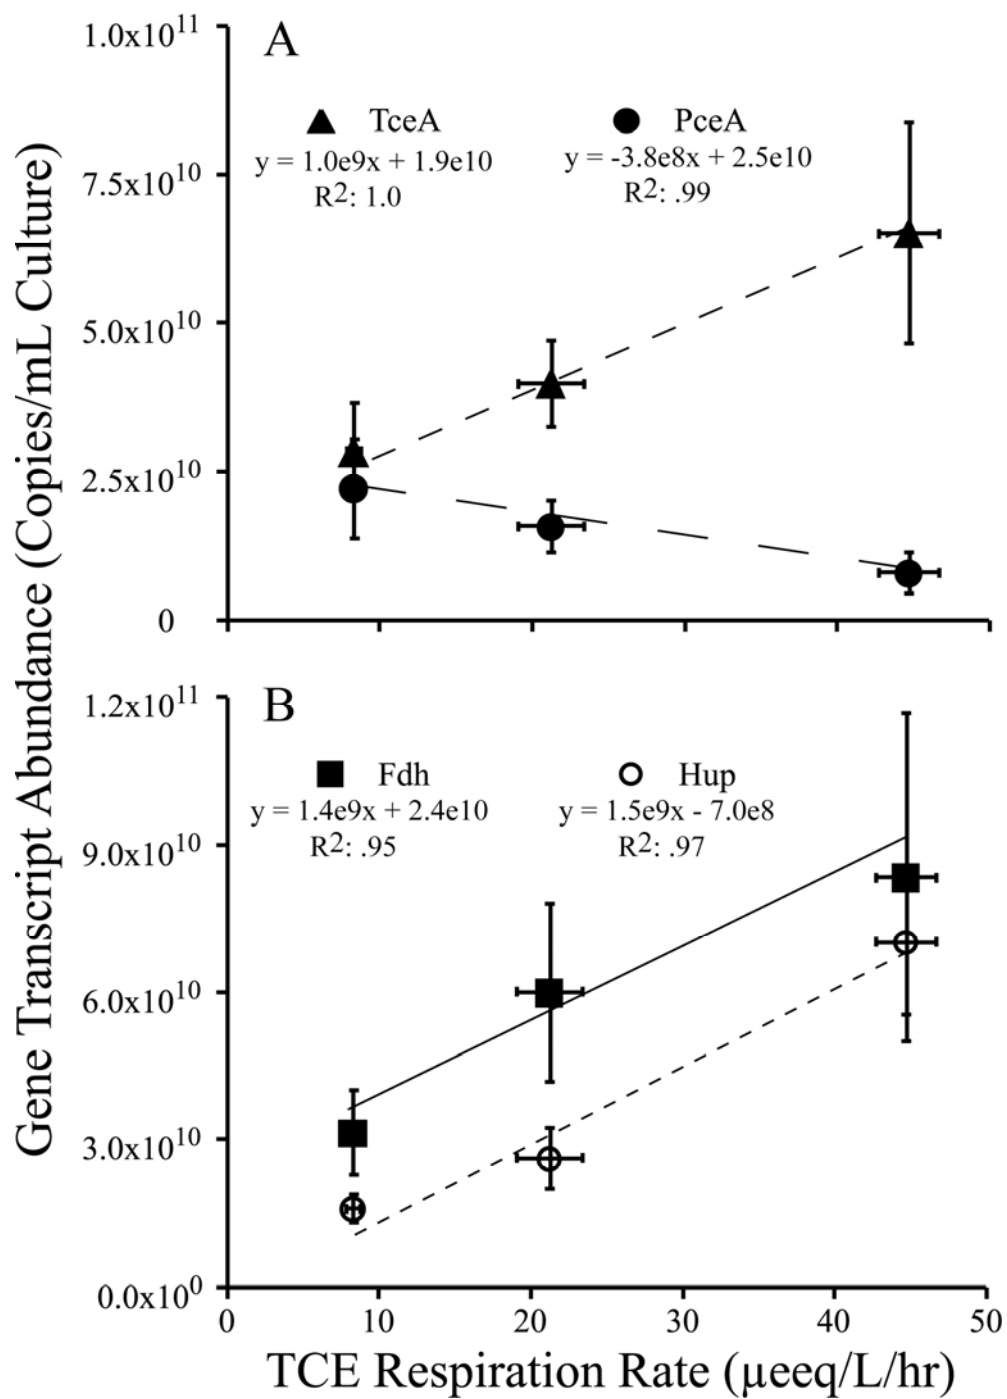 Gene Transcript Abundance (Copies/mL Culture)
A
1.0x10¹¹
7.5x10¹⁰
5.0x10¹⁰
2.5x10¹⁰
0
TceA
y = 1.0e9x + 1.9e10
R²: 1.0
PceA
y = -3.8e8x + 2.5e10
R²: .99
B
1.2x10¹¹
9.0x10¹⁰
6.0x10¹⁰
3.0x10¹⁰
0.0x10⁰
Fdh
y = 1.4e9x + 2.4e10
R²: .95
Hup
y = 1.5e9x - 7.0e8
R²: .97
0 10 20 30 40 50
TCE Respiration Rate (µeeq/L/hr)